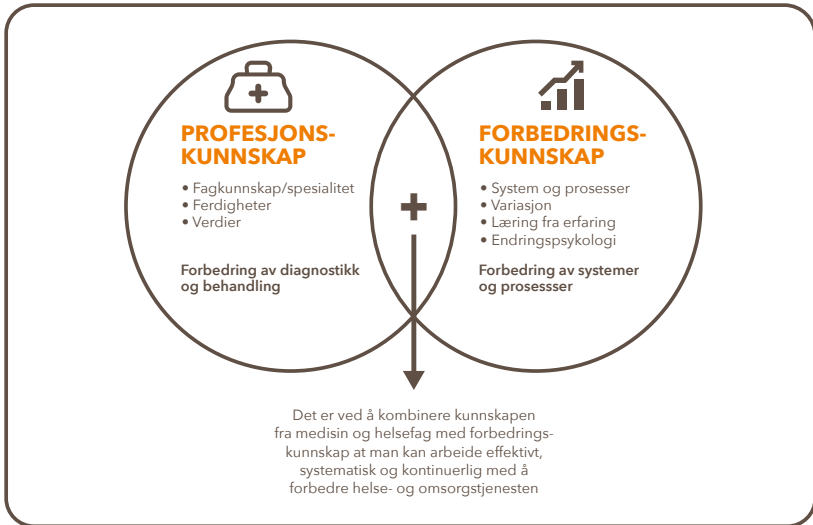 PROFESJONS-
KUNNSKAP
• Fagkunnskap/spesialitet
• Ferdigheter
• Verdier
Forbedring av diagnostikk
og behandling
FORBEDRINGS-
KUNNSKAP
• System og prosesser
• Variasjon
• Læring fra erfaring
• Endringspsykologi
Forbedring av systemer
og prosessser
+
Det er ved å kombinere kunnskapen
fra medisin og helsefag med forbedrings-
kunnskap at man kan arbeide effektivt,
systematisk og kontinuerlig med å
forbedre helse- og omsorgstjenesten